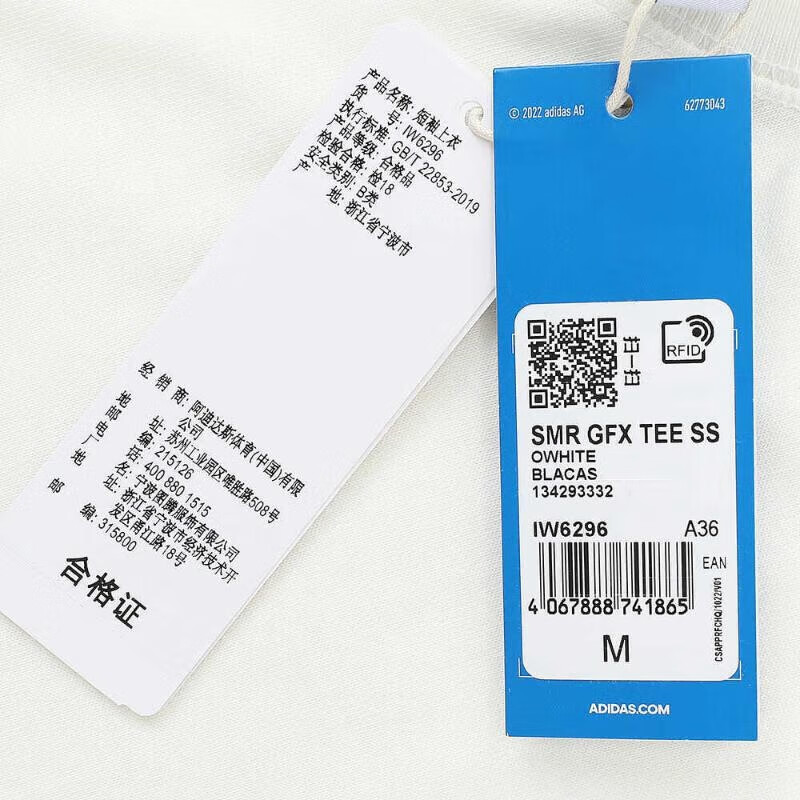 产品名称: 短袖上衣
货 号: IW6296
执行标准: GB/T 22853-2019
产品等级: 合格品
检验合格: 检18
安全类别: B类
产 地: 浙江省宁波市
经 销 商: 阿迪达斯体育(中国)有限
公司
地 址: 苏州工业园区唯胜路508号
邮 编: 215126
电 话: 400 880 1515
厂 名: 宁波图腾服饰有限公司
地 址: 浙江省宁波市经济技术开
发区甬江路18号
邮 编: 315800
合格证
© 2022 adidas AG
62773043
扫一扫
RFID
SMR GFX TEE SS
OWHITE
BLACAS
134293332
IW6296
A36
EAN
4 067888 741865
CSAPPRFCHQ/1022/V01
M
ADIDAS.COM